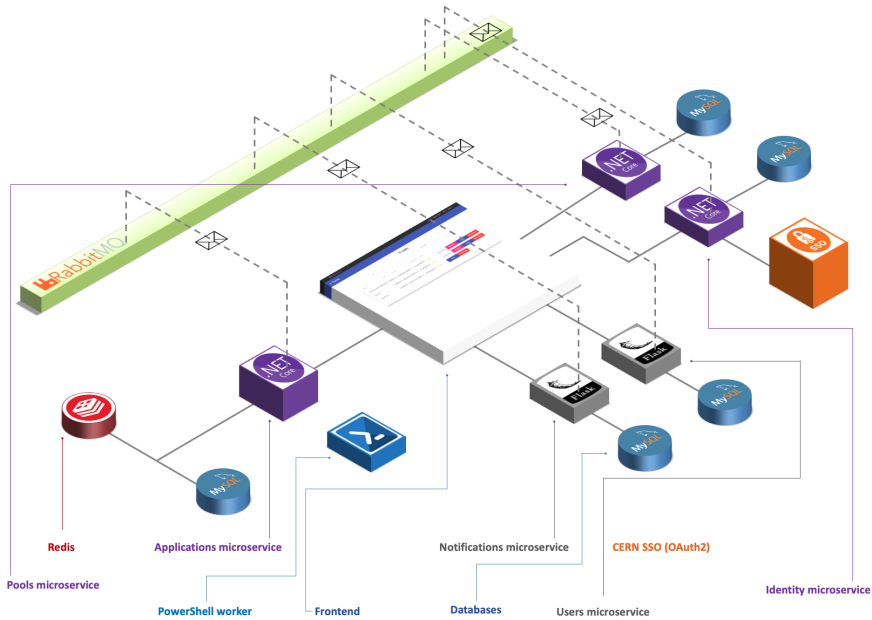 RabbitMQ
MySQL
.NET
Core
MySQL
.NET
Core
SSO
Flask
.NET
Core
Flask
MySQL
MySQL
MySQL
Redis
Applications microservice
Notifications microservice
CERN SSO (OAuth2)
Pools microservice
Identity microservice
PowerShell worker
Frontend
Databases
Users microservice